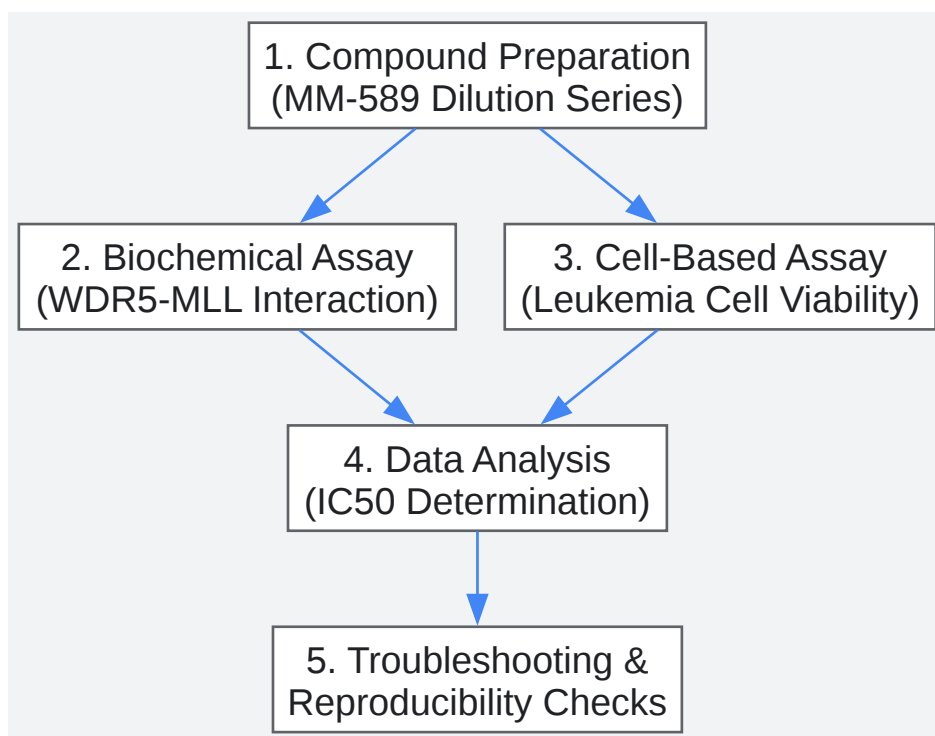 1. Compound Preparation
(MM-589 Dilution Series)
2. Biochemical Assay
(WDR5-MLL Interaction)
3. Cell-Based Assay
(Leukemia Cell Viability)
4. Data Analysis
(IC50 Determination)
5. Troubleshooting &
Reproducibility Checks